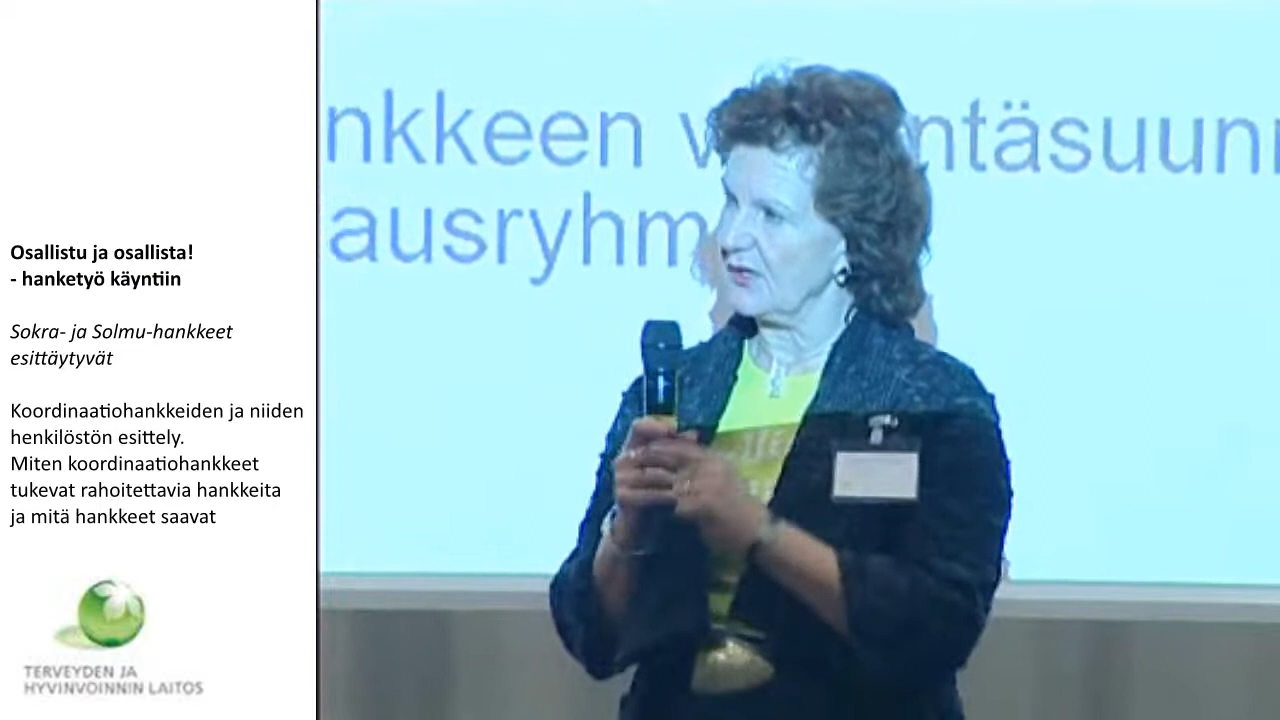 Osallistu ja osallista!
- hanketyö käyntiin
Sokra- ja Solmu-hankkeet
esittäytyvät
Koordinaatiohankkeiden ja niiden
henkilöstön esittely.
Miten koordinaatiohankkeet
tukevat rahoitettavia hankkeita
ja mitä hankkeet saavat
TERVEYDEN JA
HYVINVOINNIN LAITOS
nkkeen v ntäsuuni
ausryhm